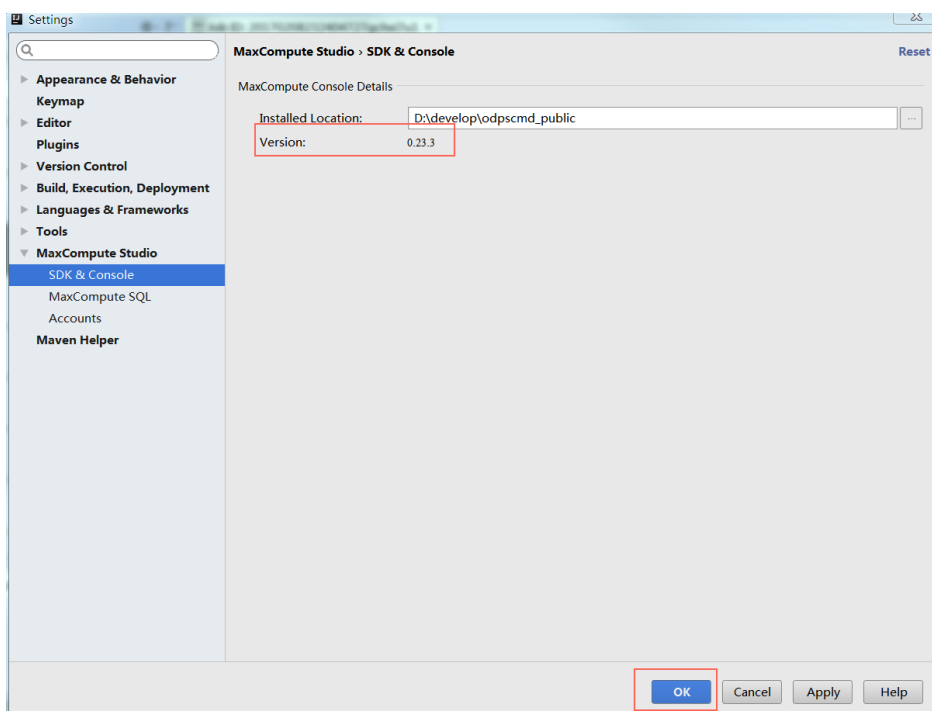 Settings
MaxCompute Studio › SDK & Console
Reset
Appearance & Behavior
Keymap
Editor
Plugins
Version Control
Build, Execution, Deployment
Languages & Frameworks
Tools
MaxCompute Studio
SDK & Console
MaxCompute SQL
Accounts
Maven Helper
MaxCompute Console Details
Installed Location: D:\develop\odpscmd_public ...
Version: 0.23.3
OK Cancel Apply Help